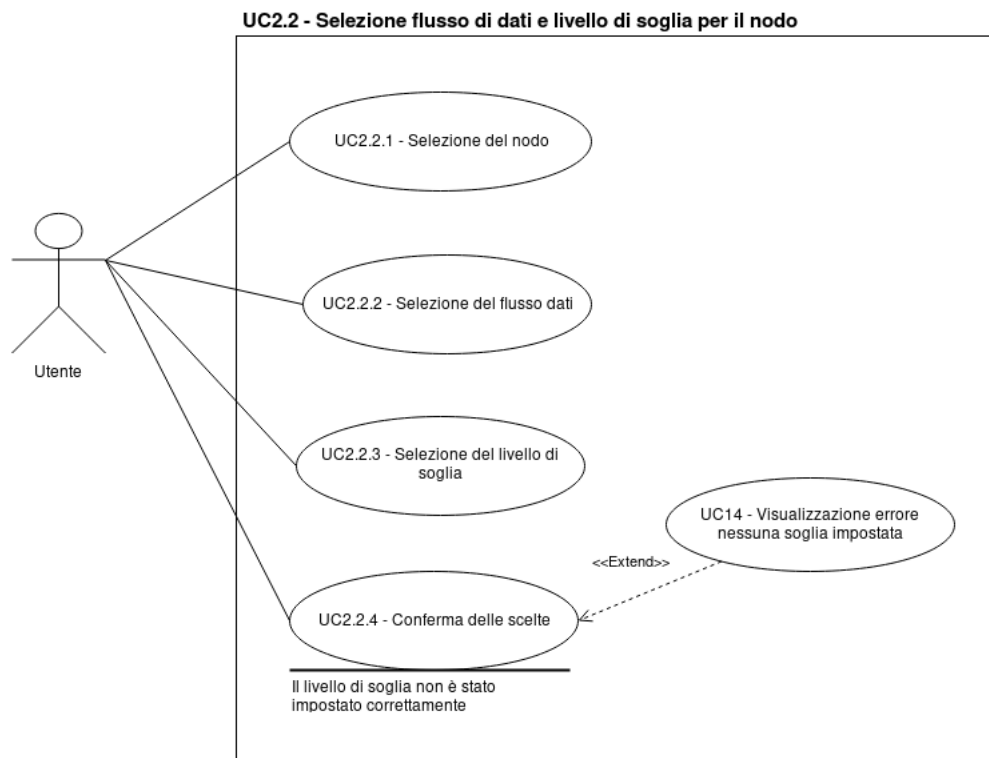 UC2.2 - Selezione flusso di dati e livello di soglia per il nodo
UC2.2.1 - Selezione del nodo
UC2.2.2 - Selezione del flusso dati
Utente
UC2.2.3 - Selezione del livello di
soglia
UC14 - Visualizzazione errore
nessuna soglia impostata
<<Extend>>
UC2.2.4 - Conferma delle scelte
Il livello di soglia non è stato
impostato correttamente